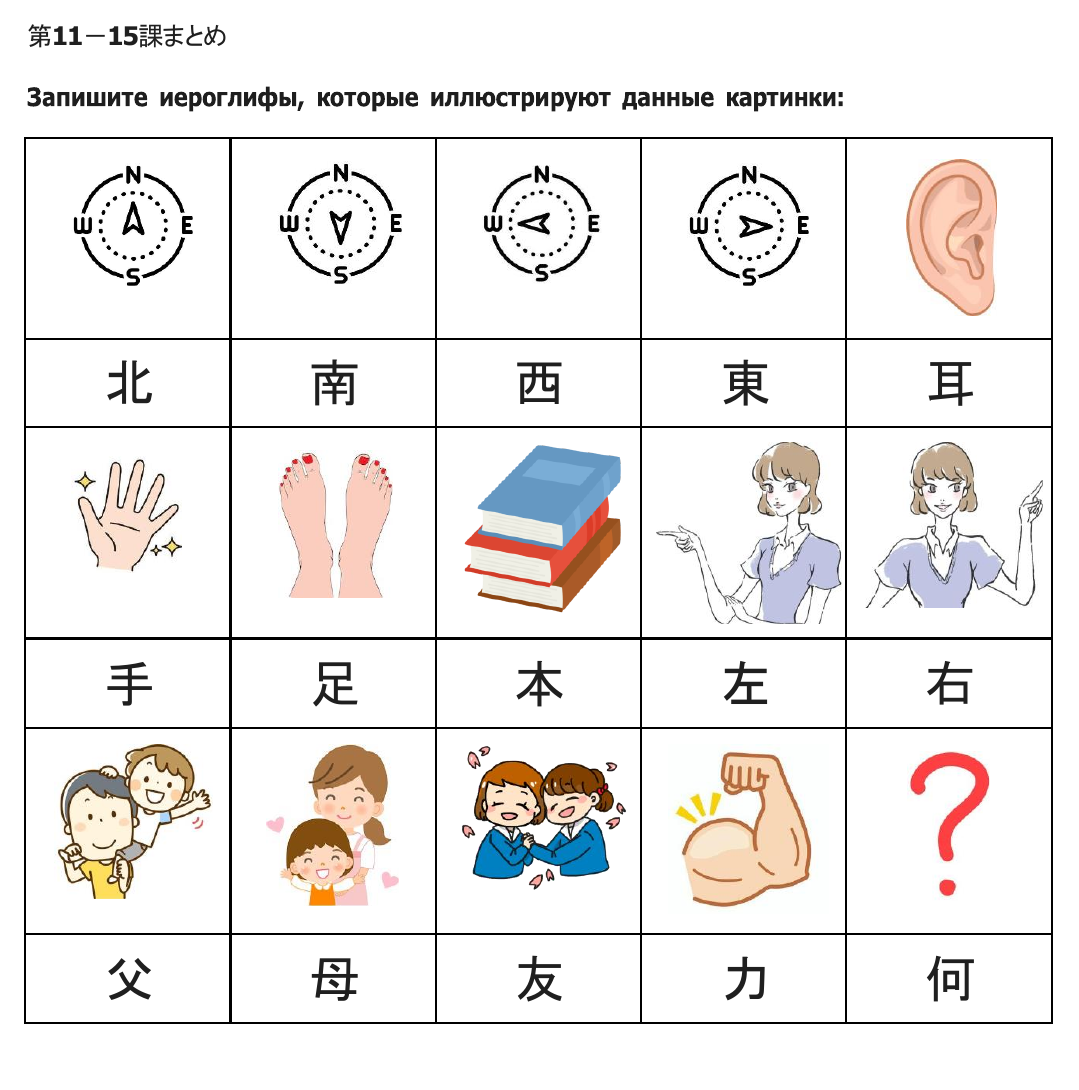 第11－15課まとめ
Запишите иероглифы, которые иллюстрируют данные картинки:
N W E S
N W E S
N W E S
N W E S
北 南 西 東 耳
手 足 本 左 右
?
父 母 友 力 何